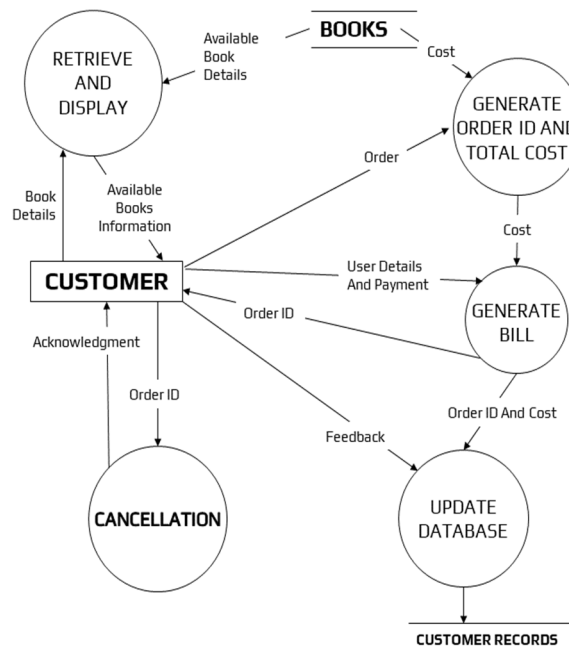 BOOKS
Available
Book
Details
Cost
RETRIEVE
AND
DISPLAY
GENERATE
ORDER ID AND
TOTAL COST
Order
Book
Details
Available
Books
Information
Cost
CUSTOMER
User Details
And Payment
GENERATE
BILL
Order ID
Acknowledgment
Order ID
Order ID And Cost
Feedback
CANCELLATION
UPDATE
DATABASE
CUSTOMER RECORDS